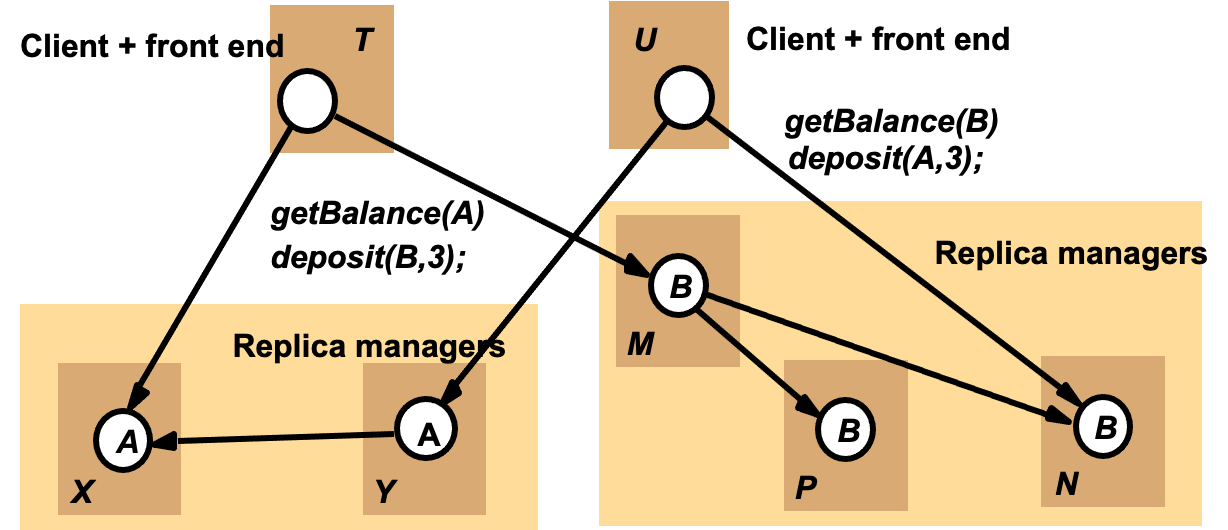 Client + front end
T
U
Client + front end
getBalance(B)
deposit(A,3);
getBalance(A)
deposit(B,3);
Replica managers
B
M
Replica managers
A
X
A
Y
B
P
B
N